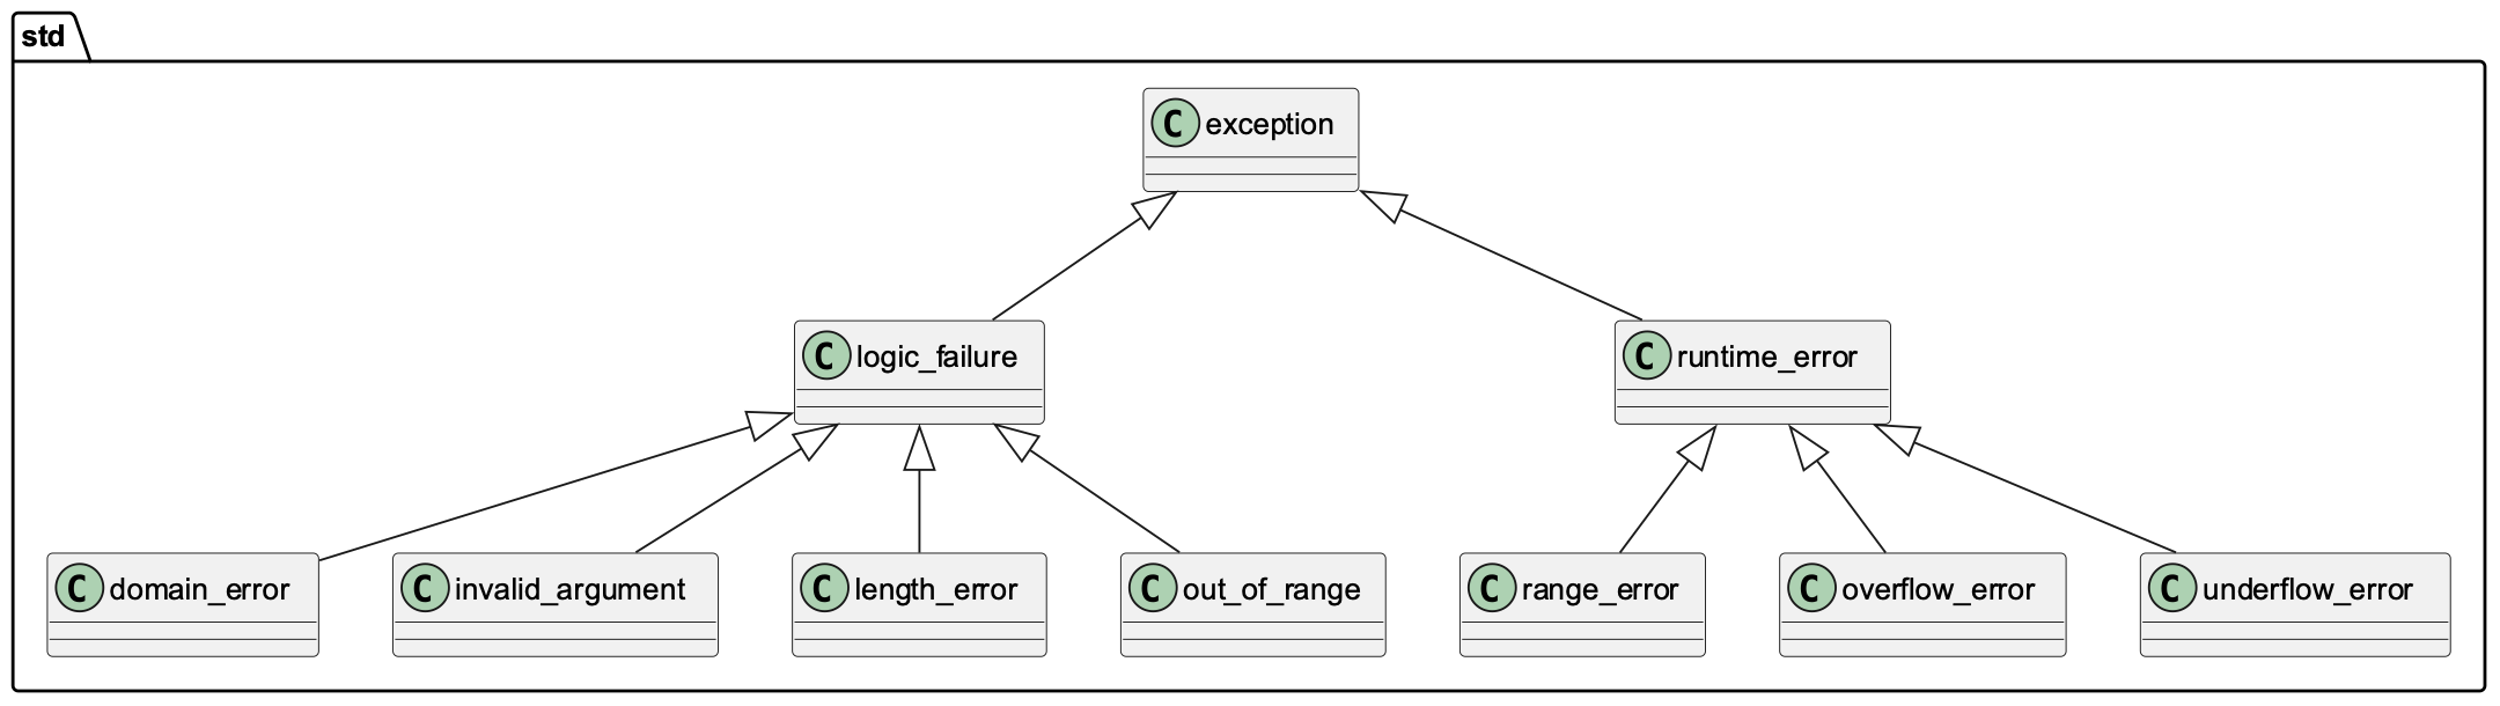 std
C exception
C logic_failure
C runtime_error
C domain_error
C invalid_argument
C length_error
C out_of_range
C range_error
C overflow_error
C underflow_error